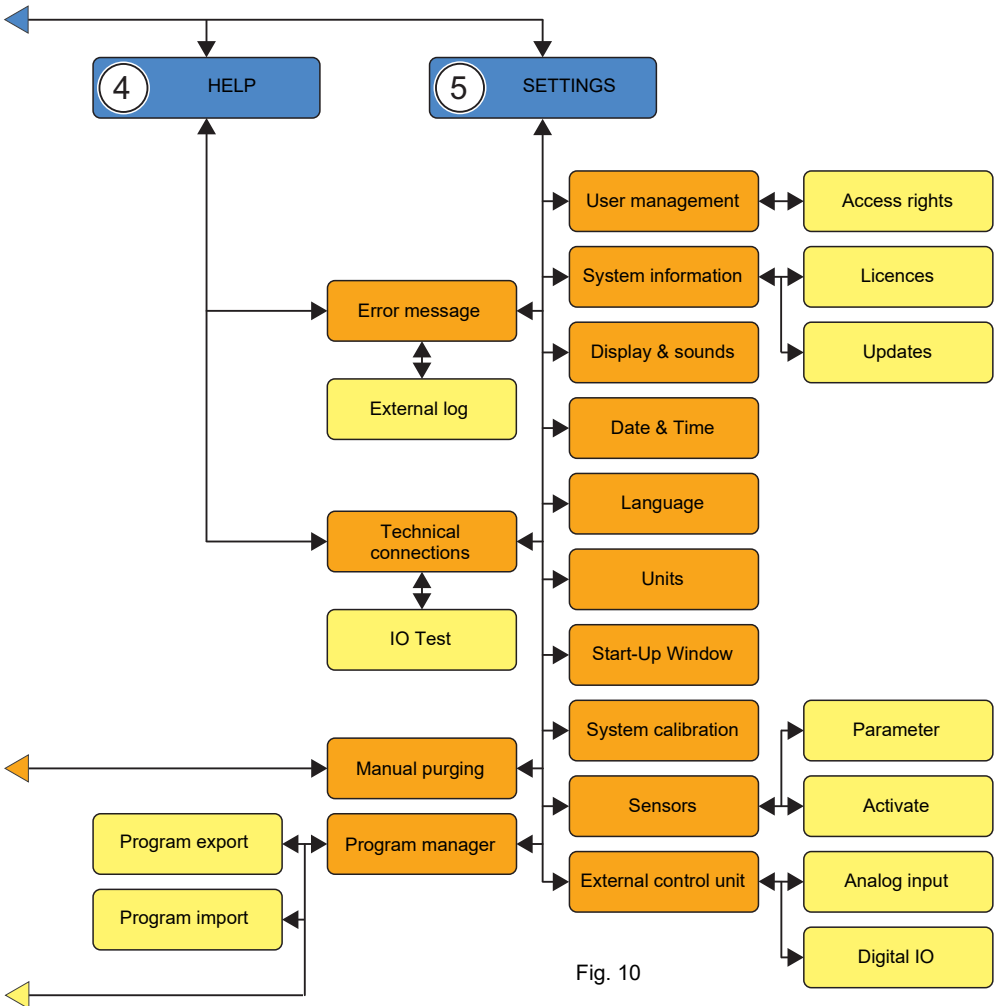 4 HELP
5 SETTINGS
User management
Access rights
System information
Licences
Error message
Display & sounds
Updates
External log
Date & Time
Language
Technical
connections
Units
IO Test
Start-Up Window
System calibration
Parameter
Manual purging
Sensors
Activate
Program export
Program manager
External control unit
Analog input
Program import
Digital IO
Fig. 10